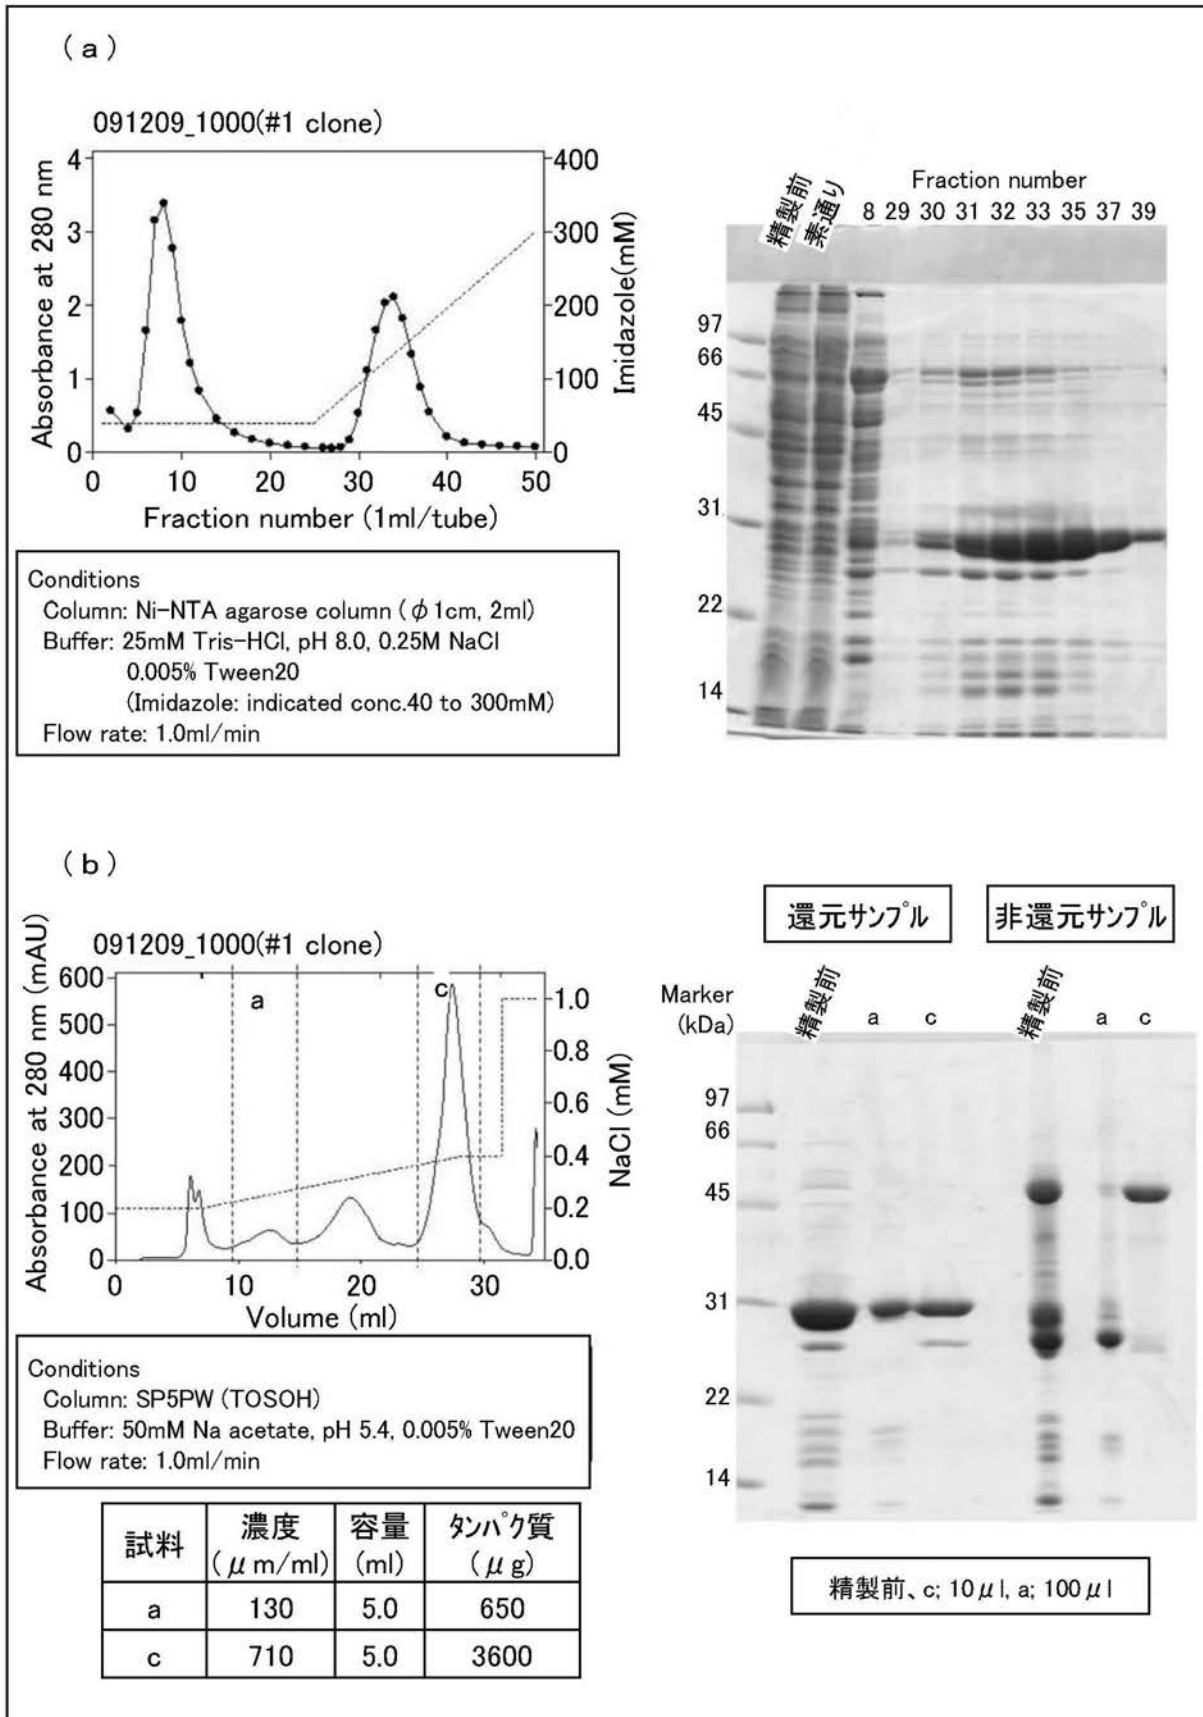 (a)
091209_1000(#1 clone)
Absorbance at 280 nm
4
3
2
1
0
400
300
200
100
0
Imidazole(mM)
0 10 20 30 40 50
Fraction number (1ml/tube)
Conditions
Column: Ni-NTA agarose column (φ1cm, 2ml)
Buffer: 25mM Tris-HCl, pH 8.0, 0.25M NaCl
0.005% Tween20
(Imidazole: indicated conc.40 to 300mM)
Flow rate: 1.0ml/min
Fraction number
精製前 素通り 8 29 30 31 32 33 35 37 39
97
66
45
31
22
14
(b)
091209_1000(#1 clone)
Absorbance at 280 nm (mAU)
600
500
400
300
200
100
0
a c
1.0
0.8
0.6
0.4
0.2
0.0
NaCl (mM)
0 10 20 30
Volume (ml)
Conditions
Column: SP5PW (TOSOH)
Buffer: 50mM Na acetate, pH 5.4, 0.005% Tween20
Flow rate: 1.0ml/min
試料 濃度 容量 タンパク質
(μm/ml) (ml) (μg)
a 130 5.0 650
c 710 5.0 3600
還元サンプル 非還元サンプル
Marker
(kDa)
精製前 a c 精製前 a c
97
66
45
31
22
14
精製前、c; 10μl, a; 100μl